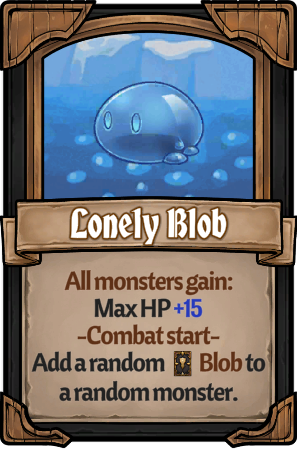 Lonely Blob
All monsters gain:
Max HP +15
-Combat start-
Add a random Blob to
a random monster.